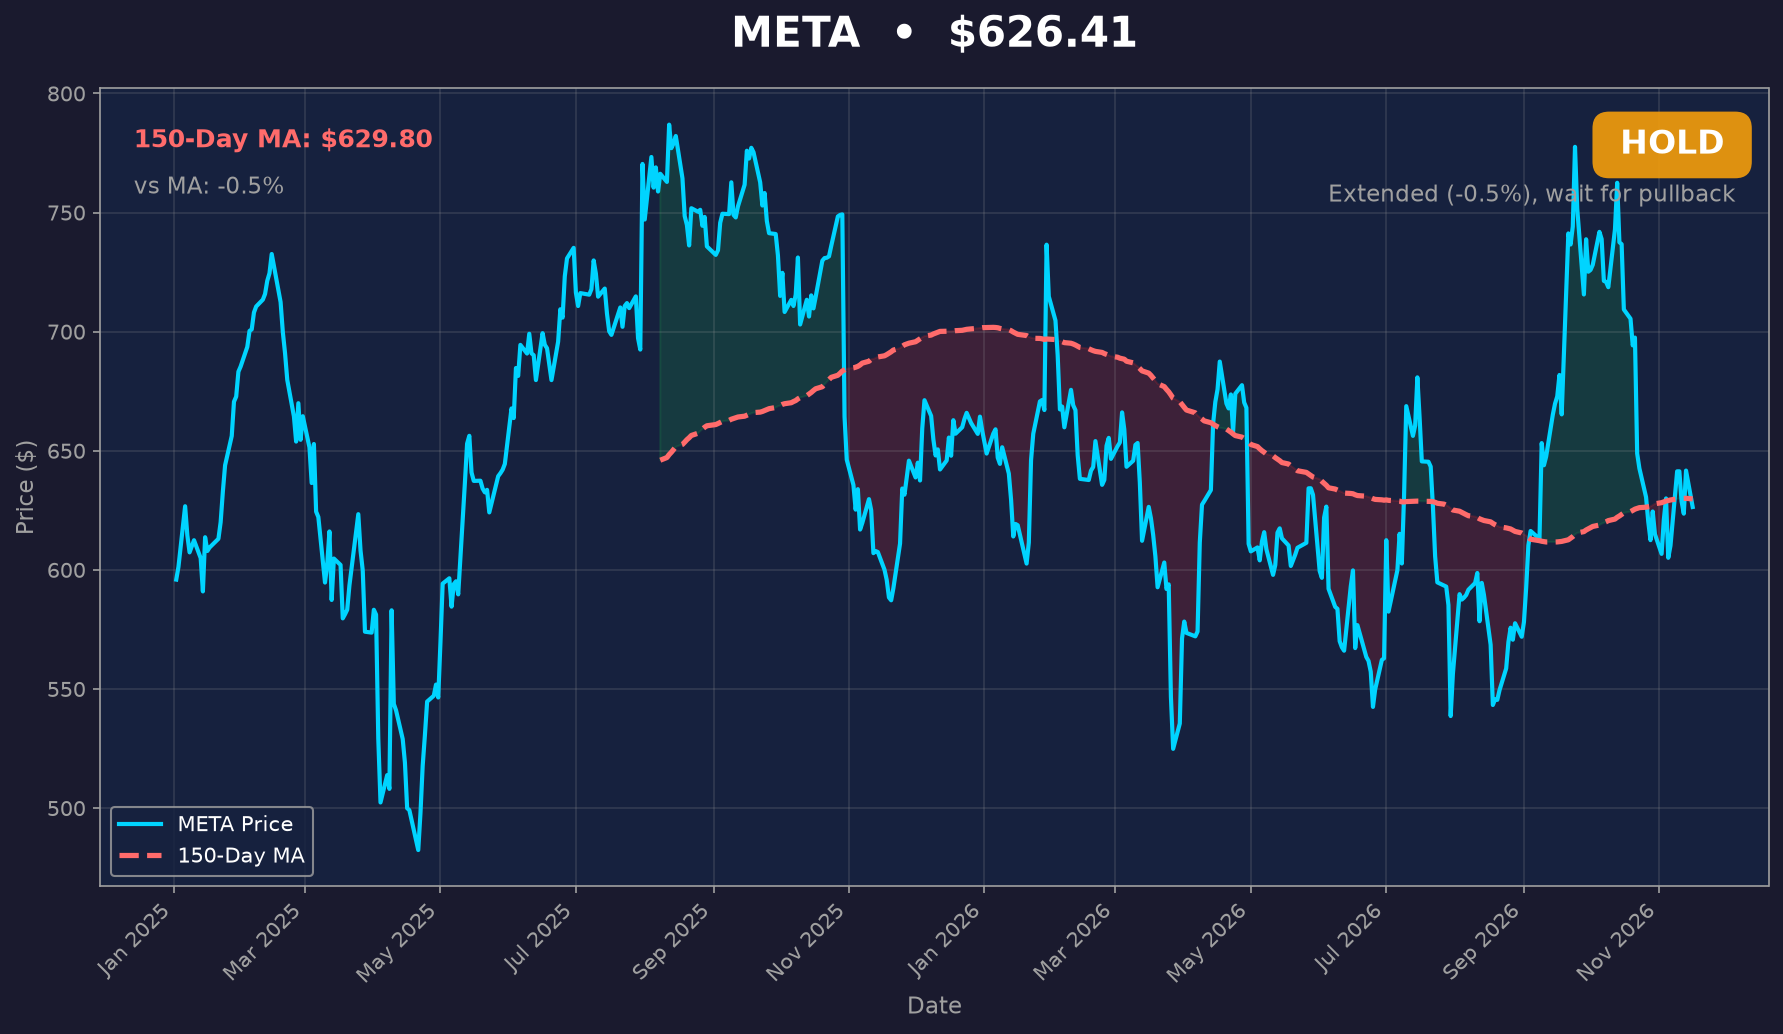 META • $626.41
150-Day MA: $629.80
vs MA: -0.5%
HOLD
Extended (-0.5%), wait for pullback
Price ($)
800
750
700
650
600
550
500
META Price
150-Day MA
Jan 2025
Mar 2025
May 2025
Jul 2025
Sep 2025
Nov 2025
Jan 2026
Mar 2026
May 2026
Jul 2026
Sep 2026
Nov 2026
Date